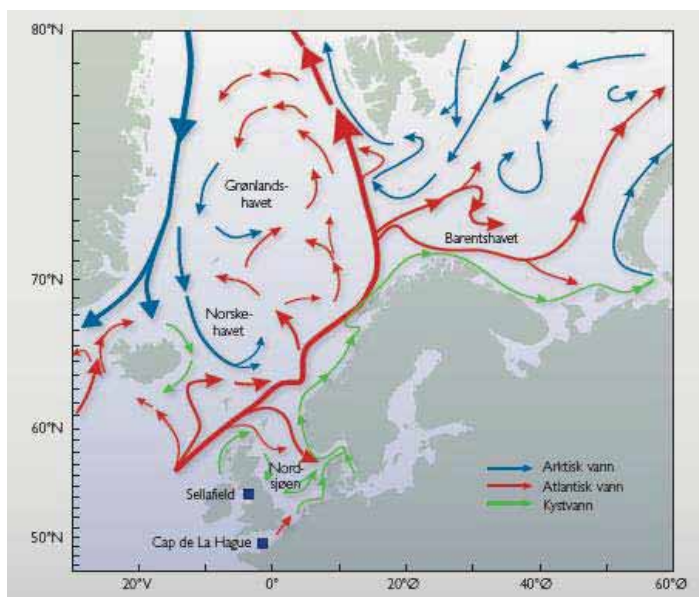 80°N
Grønlands-
havet
Barentshavet
70°N
Norske-
havet
60°N
Nord-
sjøen
Sellafield
Arktisk vann
Atlantisk vann
Kystvann
50°N
Cap de La Hague
20°V
0°
20°Ø
40°Ø
60°Ø